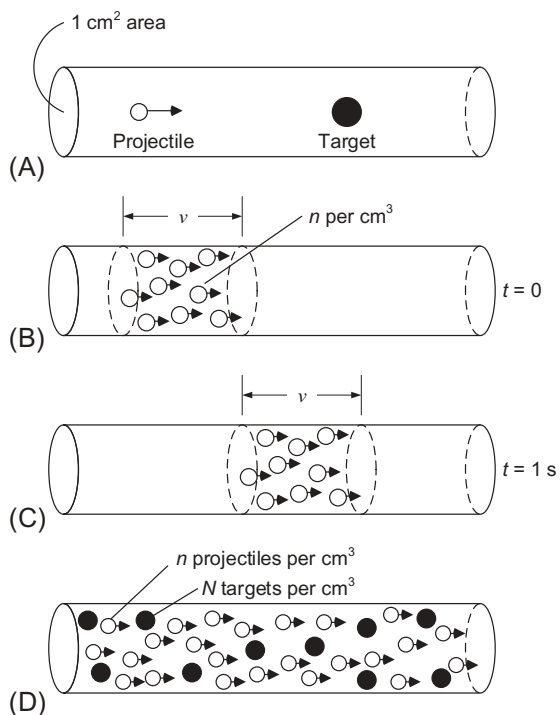 1 cm² area
Projectile
Target
(A)
v
n per cm³
t = 0
(B)
v
t = 1 s
(C)
n projectiles per cm³
N targets per cm³
(D)